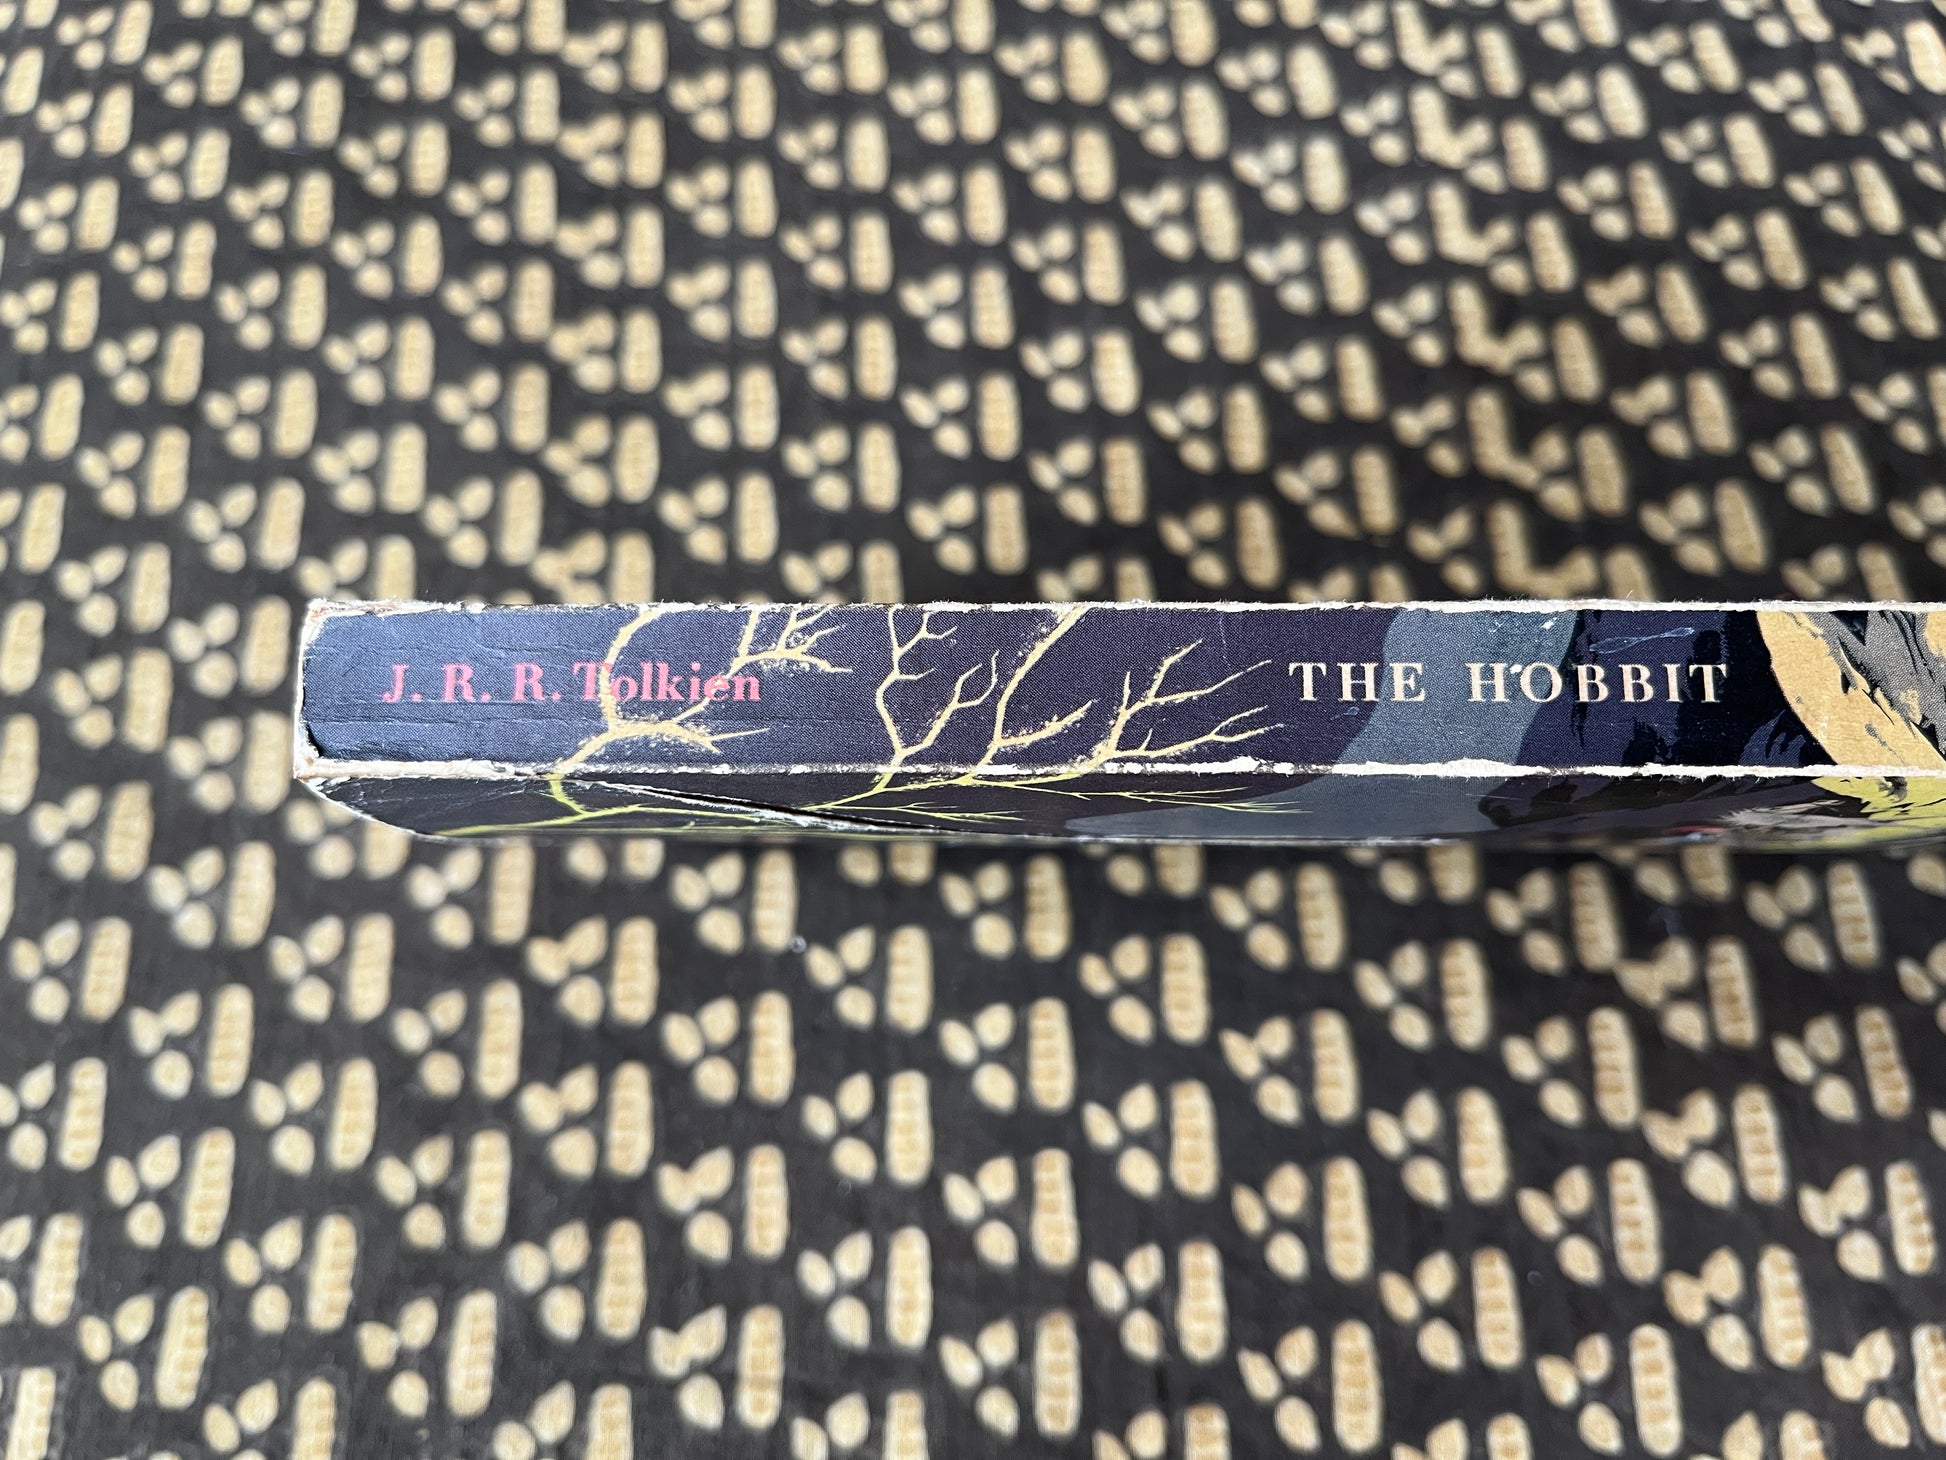 J. R. R. Tolkien THE HOBBIT